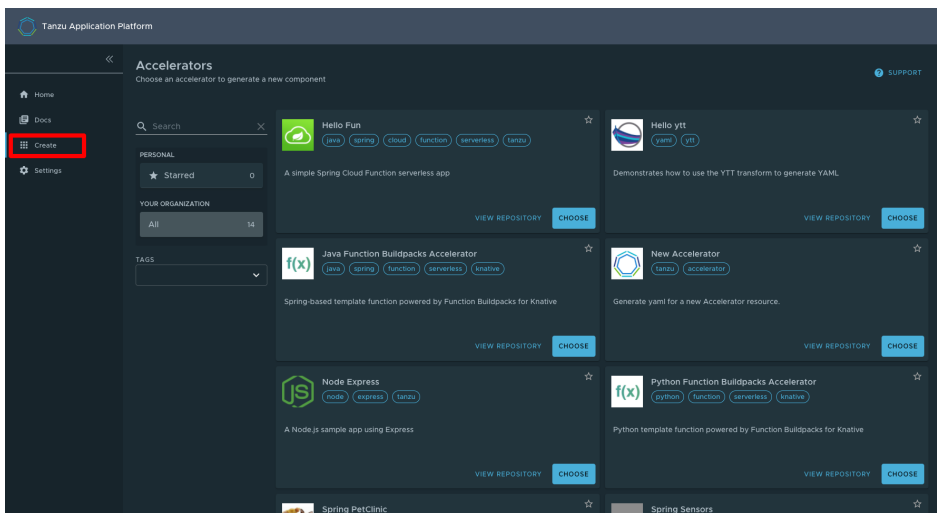 Tanzu Application Platform
Home
Docs
Create
Settings
Accelerators
Choose an accelerator to generate a new component
SUPPORT
Search
PERSONAL
Starred 0
YOUR ORGANIZATION
All 14
TAGS
Hello Fun
java spring cloud function serverless tanzu
A simple Spring Cloud Function serverless app
VIEW REPOSITORY CHOOSE
Hello ytt
yaml ytt
Demonstrates how to use the YTT transform to generate YAML
VIEW REPOSITORY CHOOSE
f(x)
Java Function Buildpacks Accelerator
java spring function serverless knative
Spring-based template function powered by Function Buildpacks for Knative
VIEW REPOSITORY CHOOSE
New Accelerator
tanzu accelerator
Generate yaml for a new Accelerator resource.
VIEW REPOSITORY CHOOSE
JS
Node Express
node express tanzu
A Node.js sample app using Express
VIEW REPOSITORY CHOOSE
f(x)
Python Function Buildpacks Accelerator
python function serverless knative
Python template function powered by Function Buildpacks for Knative
VIEW REPOSITORY CHOOSE
Spring PetClinic
Spring Sensors